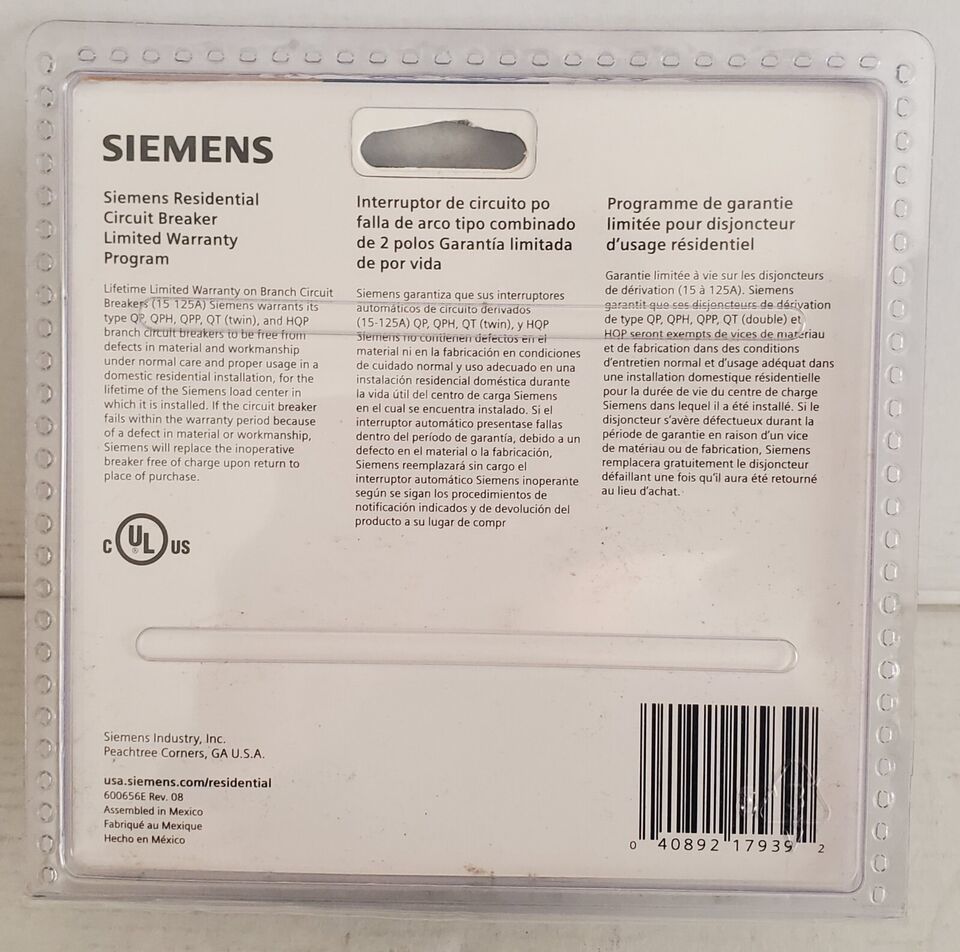 SIEMENS
Siemens Residential
Circuit Breaker
Limited Warranty
Program
Lifetime Limited Warranty on Branch Circuit
Breakers (15 125A) Siemens warrants its
type QP, QPH, QPP, QT (twin), and HQP
branch circuit breakers to be free from
defects in material and workmanship
under normal care and proper usage in a
domestic residential installation, for the
lifetime of the Siemens load center in
which it is installed. If the circuit breaker
fails within the warranty period because
of a defect in material or workmanship,
Siemens will replace the inoperative
breaker free of charge upon return to
place of purchase.
C UL US
Interruptor de circuito po
falla de arco tipo combinado
de 2 polos Garantía limitada
de por vida
Siemens garantiza que sus interruptores
automáticos de circuito derivados
(15-125A) QP, QPH, QT (twin), y HQP
Siemens no contienen defectos en el
material ni en la fabricación en condiciones
de cuidado normal y uso adecuado en una
instalación residencial doméstica durante
la vida útil del centro de carga Siemens
en el cual se encuentra instalado. Si el
interruptor automático presentase fallas
dentro del período de garantía, debido a un
defecto en el material o la fabricación,
Siemens reemplazará sin cargo el
interruptor automático Siemens inoperante
según se sigan los procedimientos de
notificación indicados y de devolución del
producto a su lugar de compr
Programme de garantie
limitée pour disjoncteur
d'usage résidentiel
Garantie limitée à vie sur les disjoncteurs
de dérivation (15 à 125A). Siemens
garantit que ses disjoncteurs de dérivation
de type QP, QPH, QPP, QT (double) et
HQP seront exempts de vices de matériau
et de fabrication dans des conditions
d'entretien normal et d'usage adéquat dans
une installation domestique résidentielle
pour la durée de vie du centre de charge
Siemens dans lequel il a été installé. Si le
disjoncteur s'avère défectueux durant la
période de garantie en raison d'un vice
de matériau ou de fabrication, Siemens
remplacera gratuitement le disjoncteur
défaillant une fois qu'il aura été retourné
au lieu d'achat.
Siemens Industry, Inc.
Peachtree Corners, GA U.S.A.
usa.siemens.com/residential
600656E Rev. 08
Assembled in Mexico
Fabriqué au Mexique
Hecho en México
0 40892 17939 2